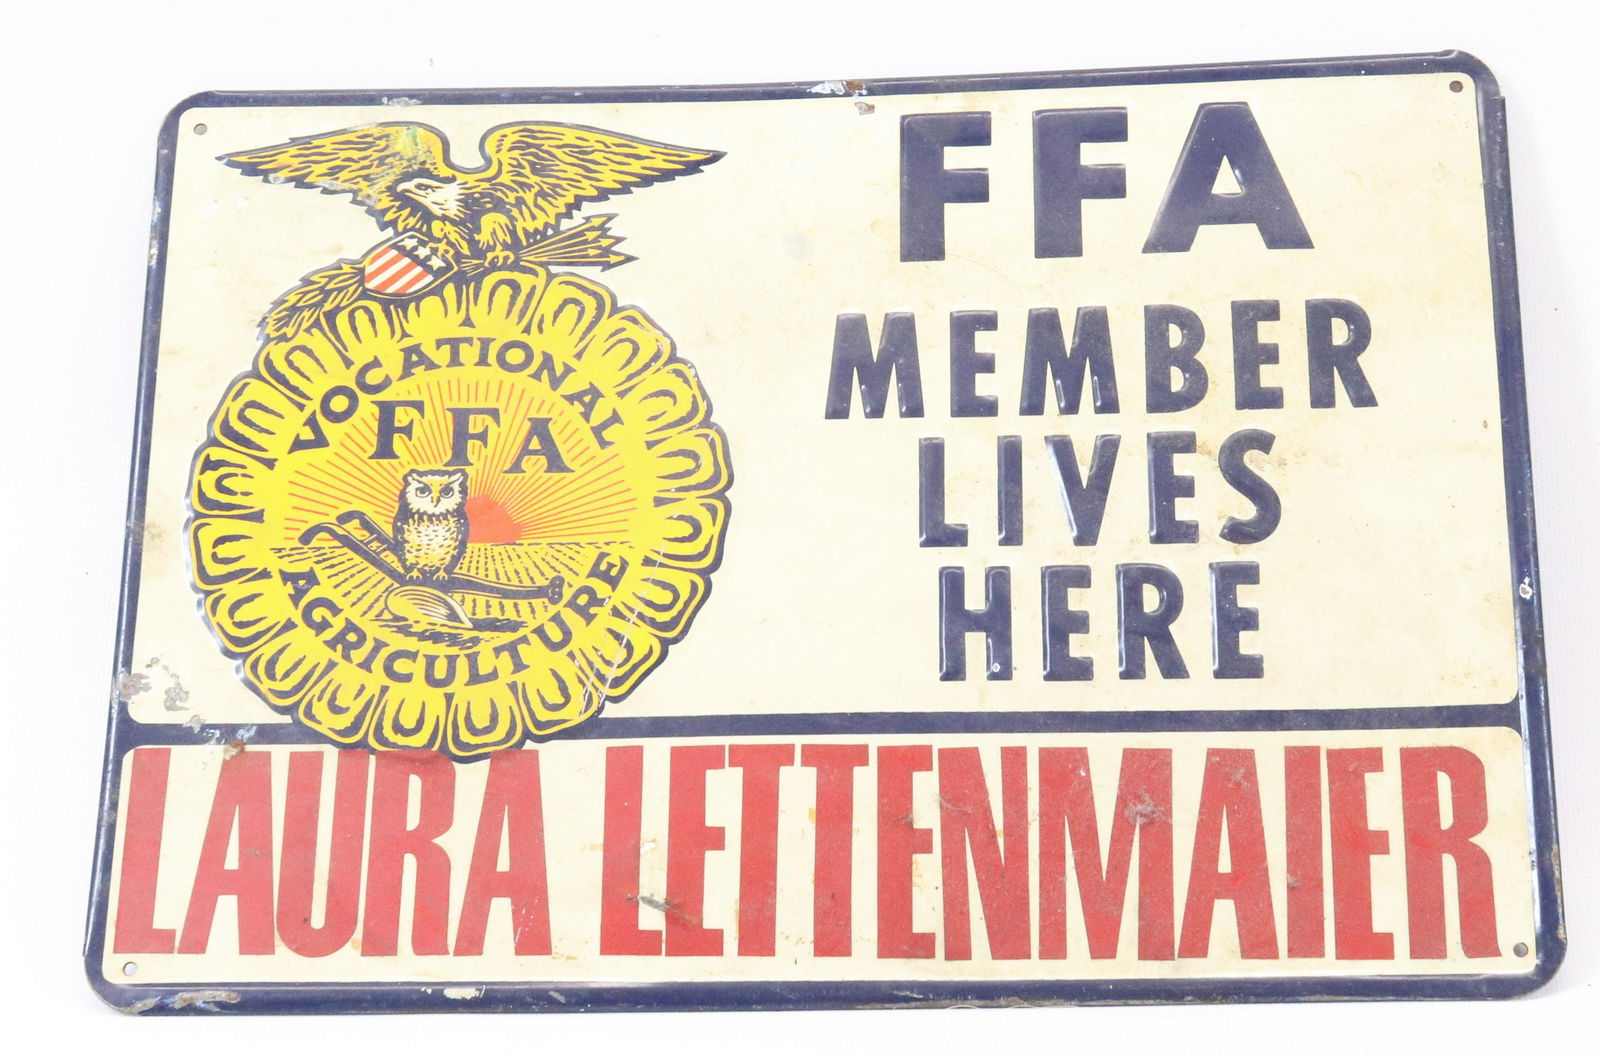 VOCATIONAL
FFA
AGRICULTURE
FFA
MEMBER
LIVES
HERE
LAURA LETTENMAIER